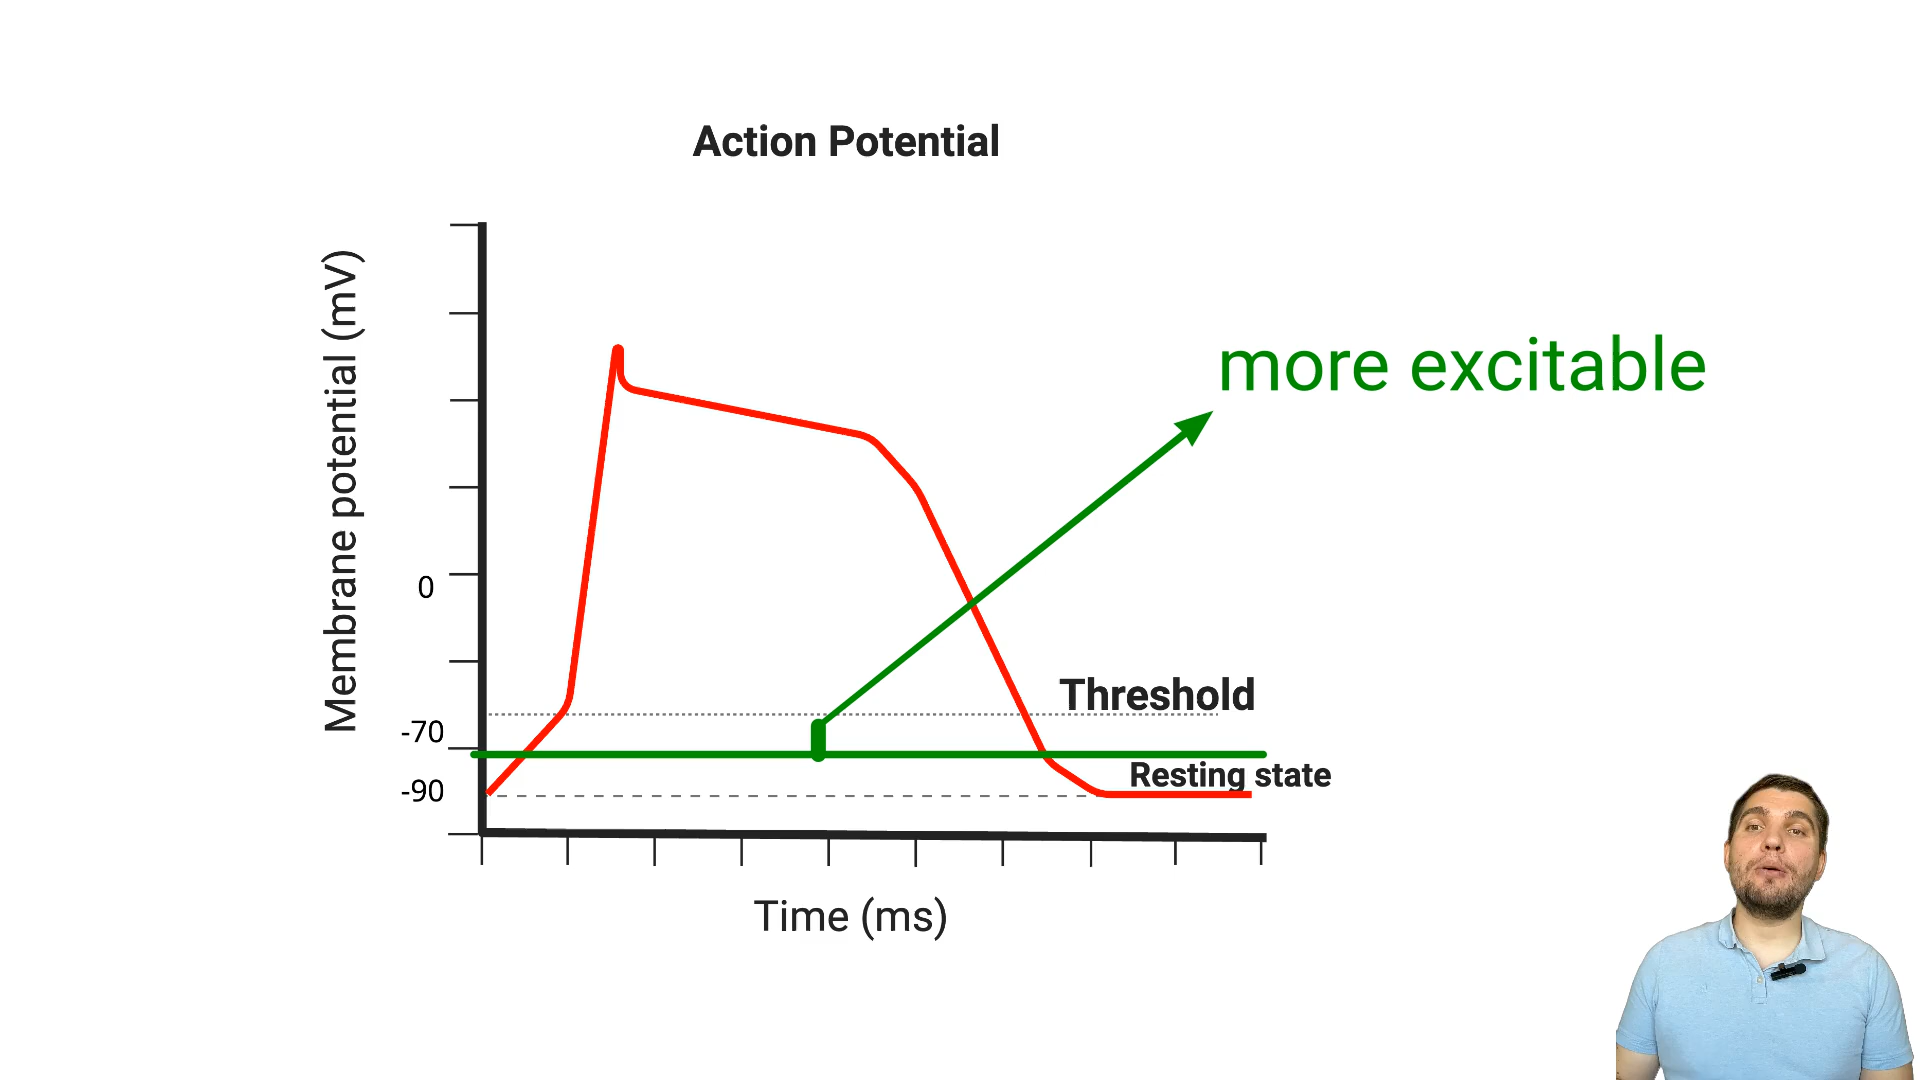 Action Potential
Membrane potential (mV)
more excitable
0
Threshold
-70
Resting state
-90
Time (ms)